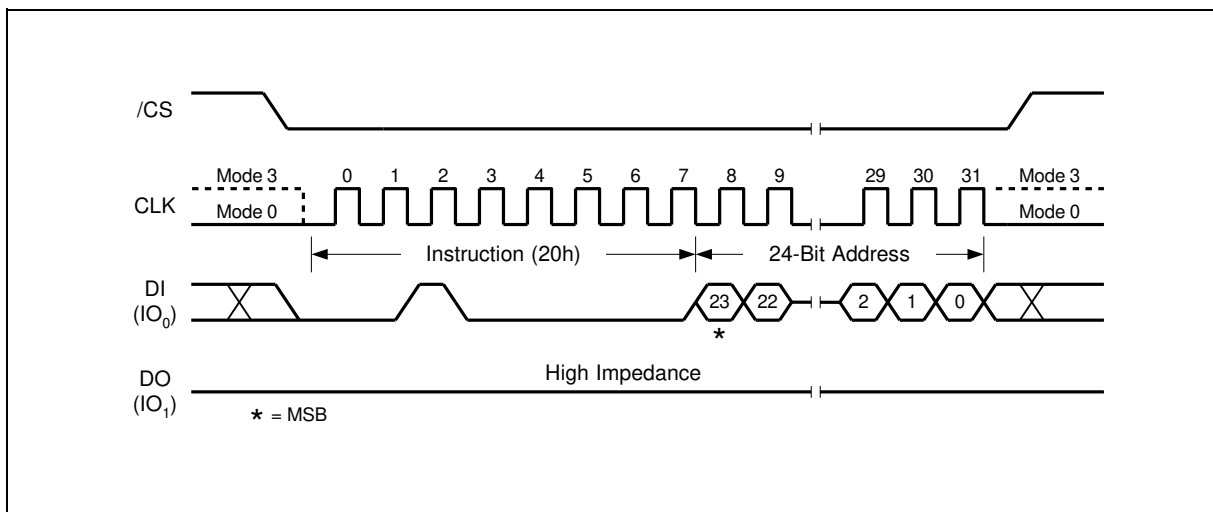 /CS
Mode 3 0 1 2 3 4 5 6 7 8 9 29 30 31 Mode 3
CLK
Mode 0 Mode 0
Instruction (20h) 24-Bit Address
DI
(IO0)
23 22 2 1 0
*
High Impedance
DO
(IO1)
* = MSB